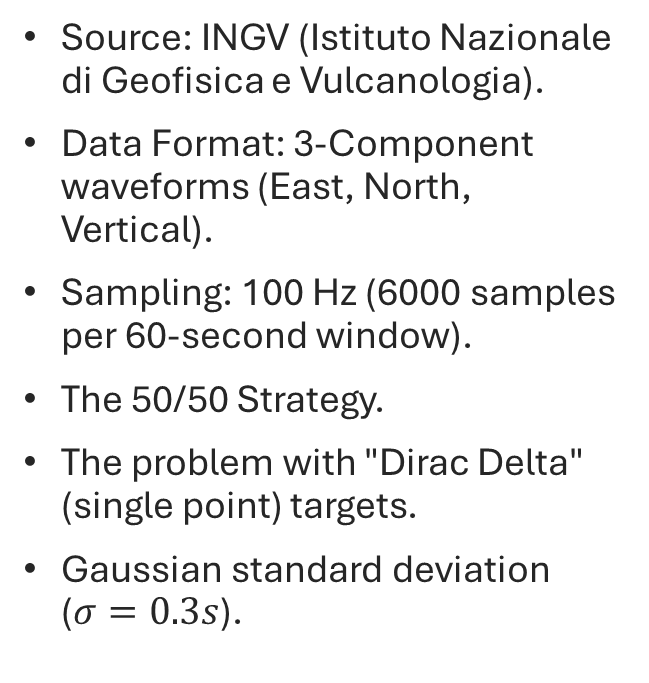 • Source: INGV (Istituto Nazionale
di Geofisica e Vulcanologia).
• Data Format: 3-Component
waveforms (East, North,
Vertical).
• Sampling: 100 Hz (6000 samples
per 60-second window).
• The 50/50 Strategy.
• The problem with "Dirac Delta"
(single point) targets.
• Gaussian standard deviation
(𝜎 = 0.3𝑠).